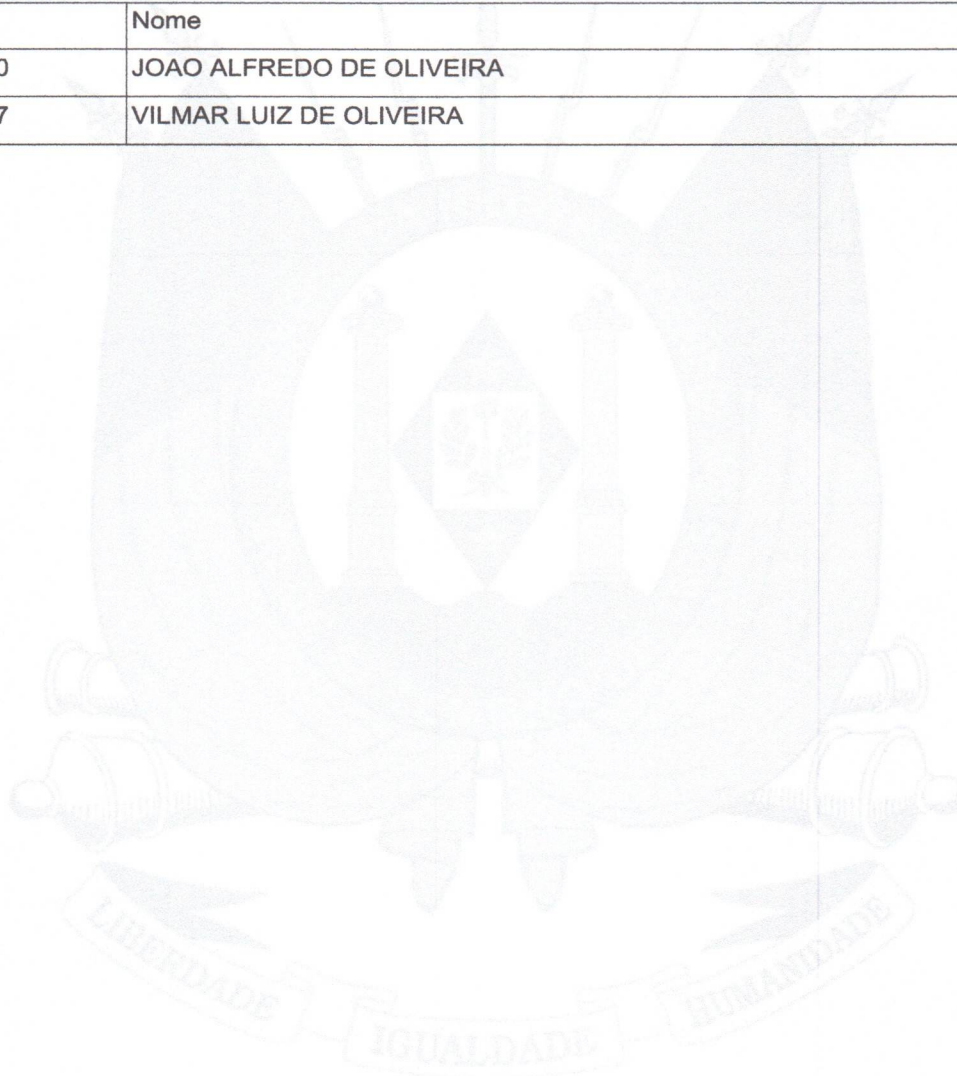 Nome
0 JOAO ALFREDO DE OLIVEIRA
7 VILMAR LUIZ DE OLIVEIRA
LIBERDADE IGUALDADE HUMANIDADE